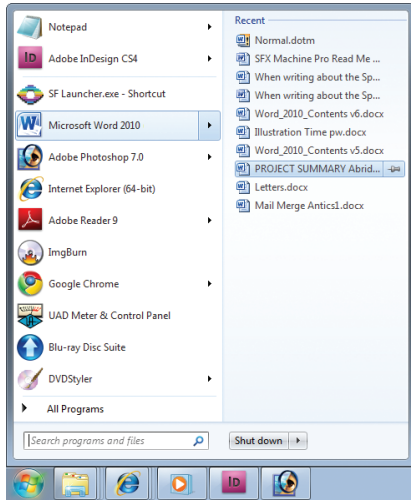 Notepad
Adobe InDesign CS4
SF Launcher.exe - Shortcut
Microsoft Word 2010
Adobe Photoshop 7.0
Internet Explorer (64-bit)
Adobe Reader 9
ImgBurn
Google Chrome
UAD Meter & Control Panel
Blu-ray Disc Suite
DVDStyler
All Programs
Search programs and files
Recent
Normal.dotm
SFX Machine Pro Read Me ...
When writing about the Sp...
When writing about the Sp...
Word_2010_Contents v6.docx
Illustration Time pw.docx
Word_2010_Contents v5.docx
PROJECT SUMMARY Abrid...
Letters.docx
Mail Merge Antics1.docx
Shut down